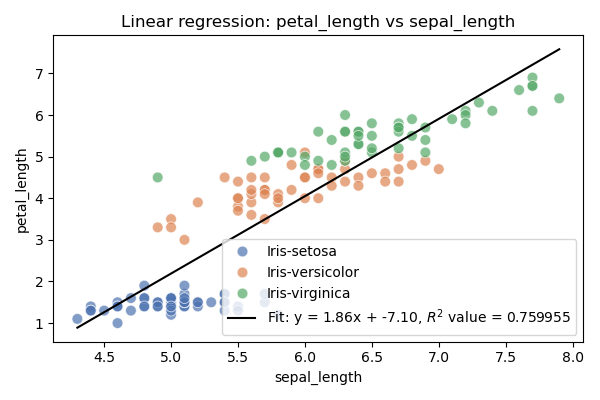 Linear regression: petal_length vs sepal_length
petal_length
7
6
5
4
3
2
1
Iris-setosa
Iris-versicolor
Iris-virginica
Fit: y = 1.86x + -7.10, R² value = 0.759955
4.5 5.0 5.5 6.0 6.5 7.0 7.5 8.0
sepal_length